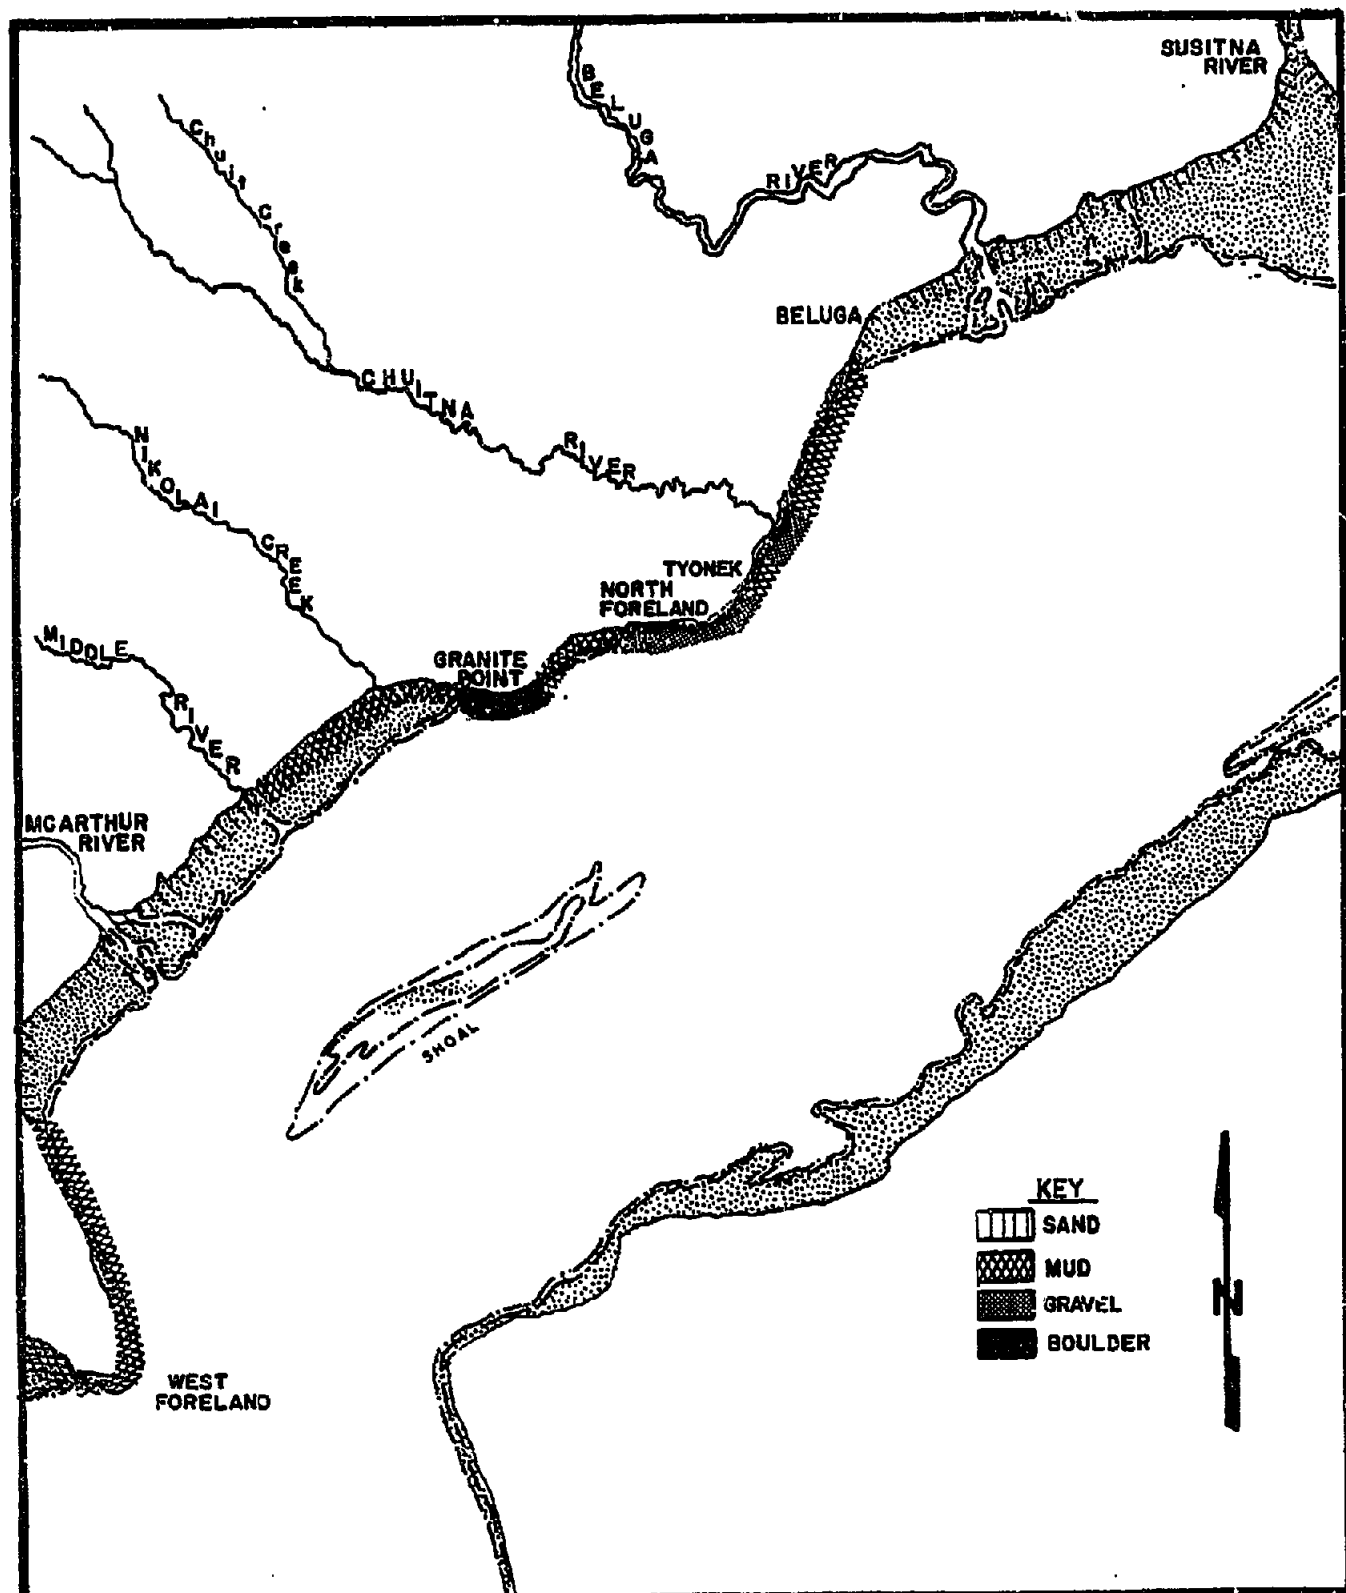 SUSITNA
RIVER
BELUGA
RIVER
Chuit Creek
BELUGA
CHUITNA RIVER
NIKOLAI CREEK
TYONEK
NORTH
FORELAND
MIDDLE RIVER
GRANITE
POINT
MCARTHUR
RIVER
SHOAL
KEY
SAND
MUD
GRAVEL
BOULDER
N
WEST
FORELAND